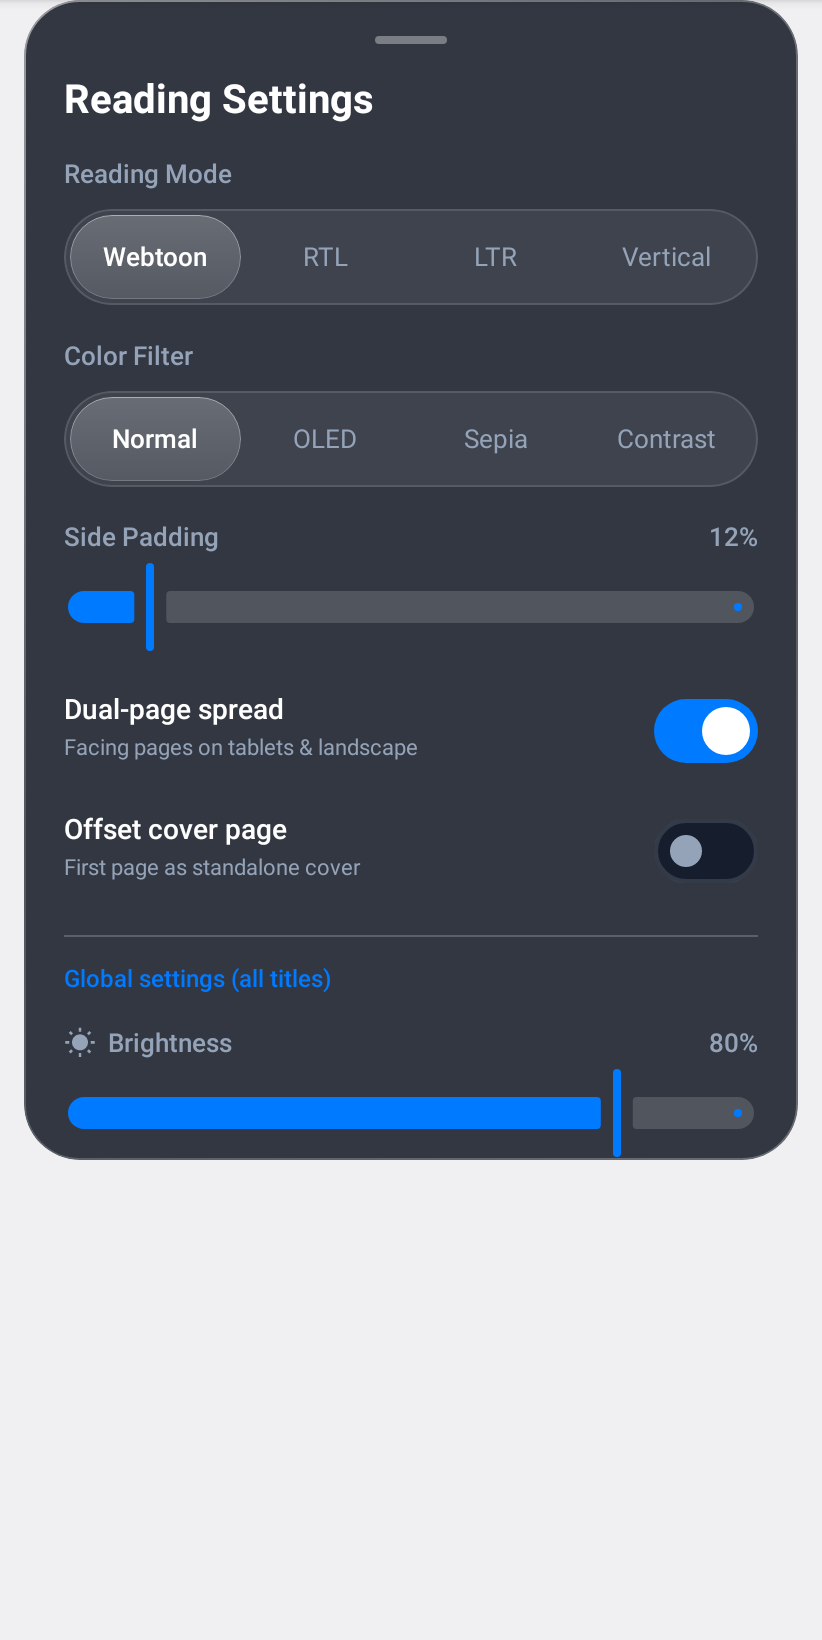 Reading Settings
Reading Mode
Webtoon RTL LTR Vertical
Color Filter
Normal OLED Sepia Contrast
Side Padding 12%
Dual-page spread
Facing pages on tablets & landscape
Offset cover page
First page as standalone cover
Global settings (all titles)
Brightness 80%